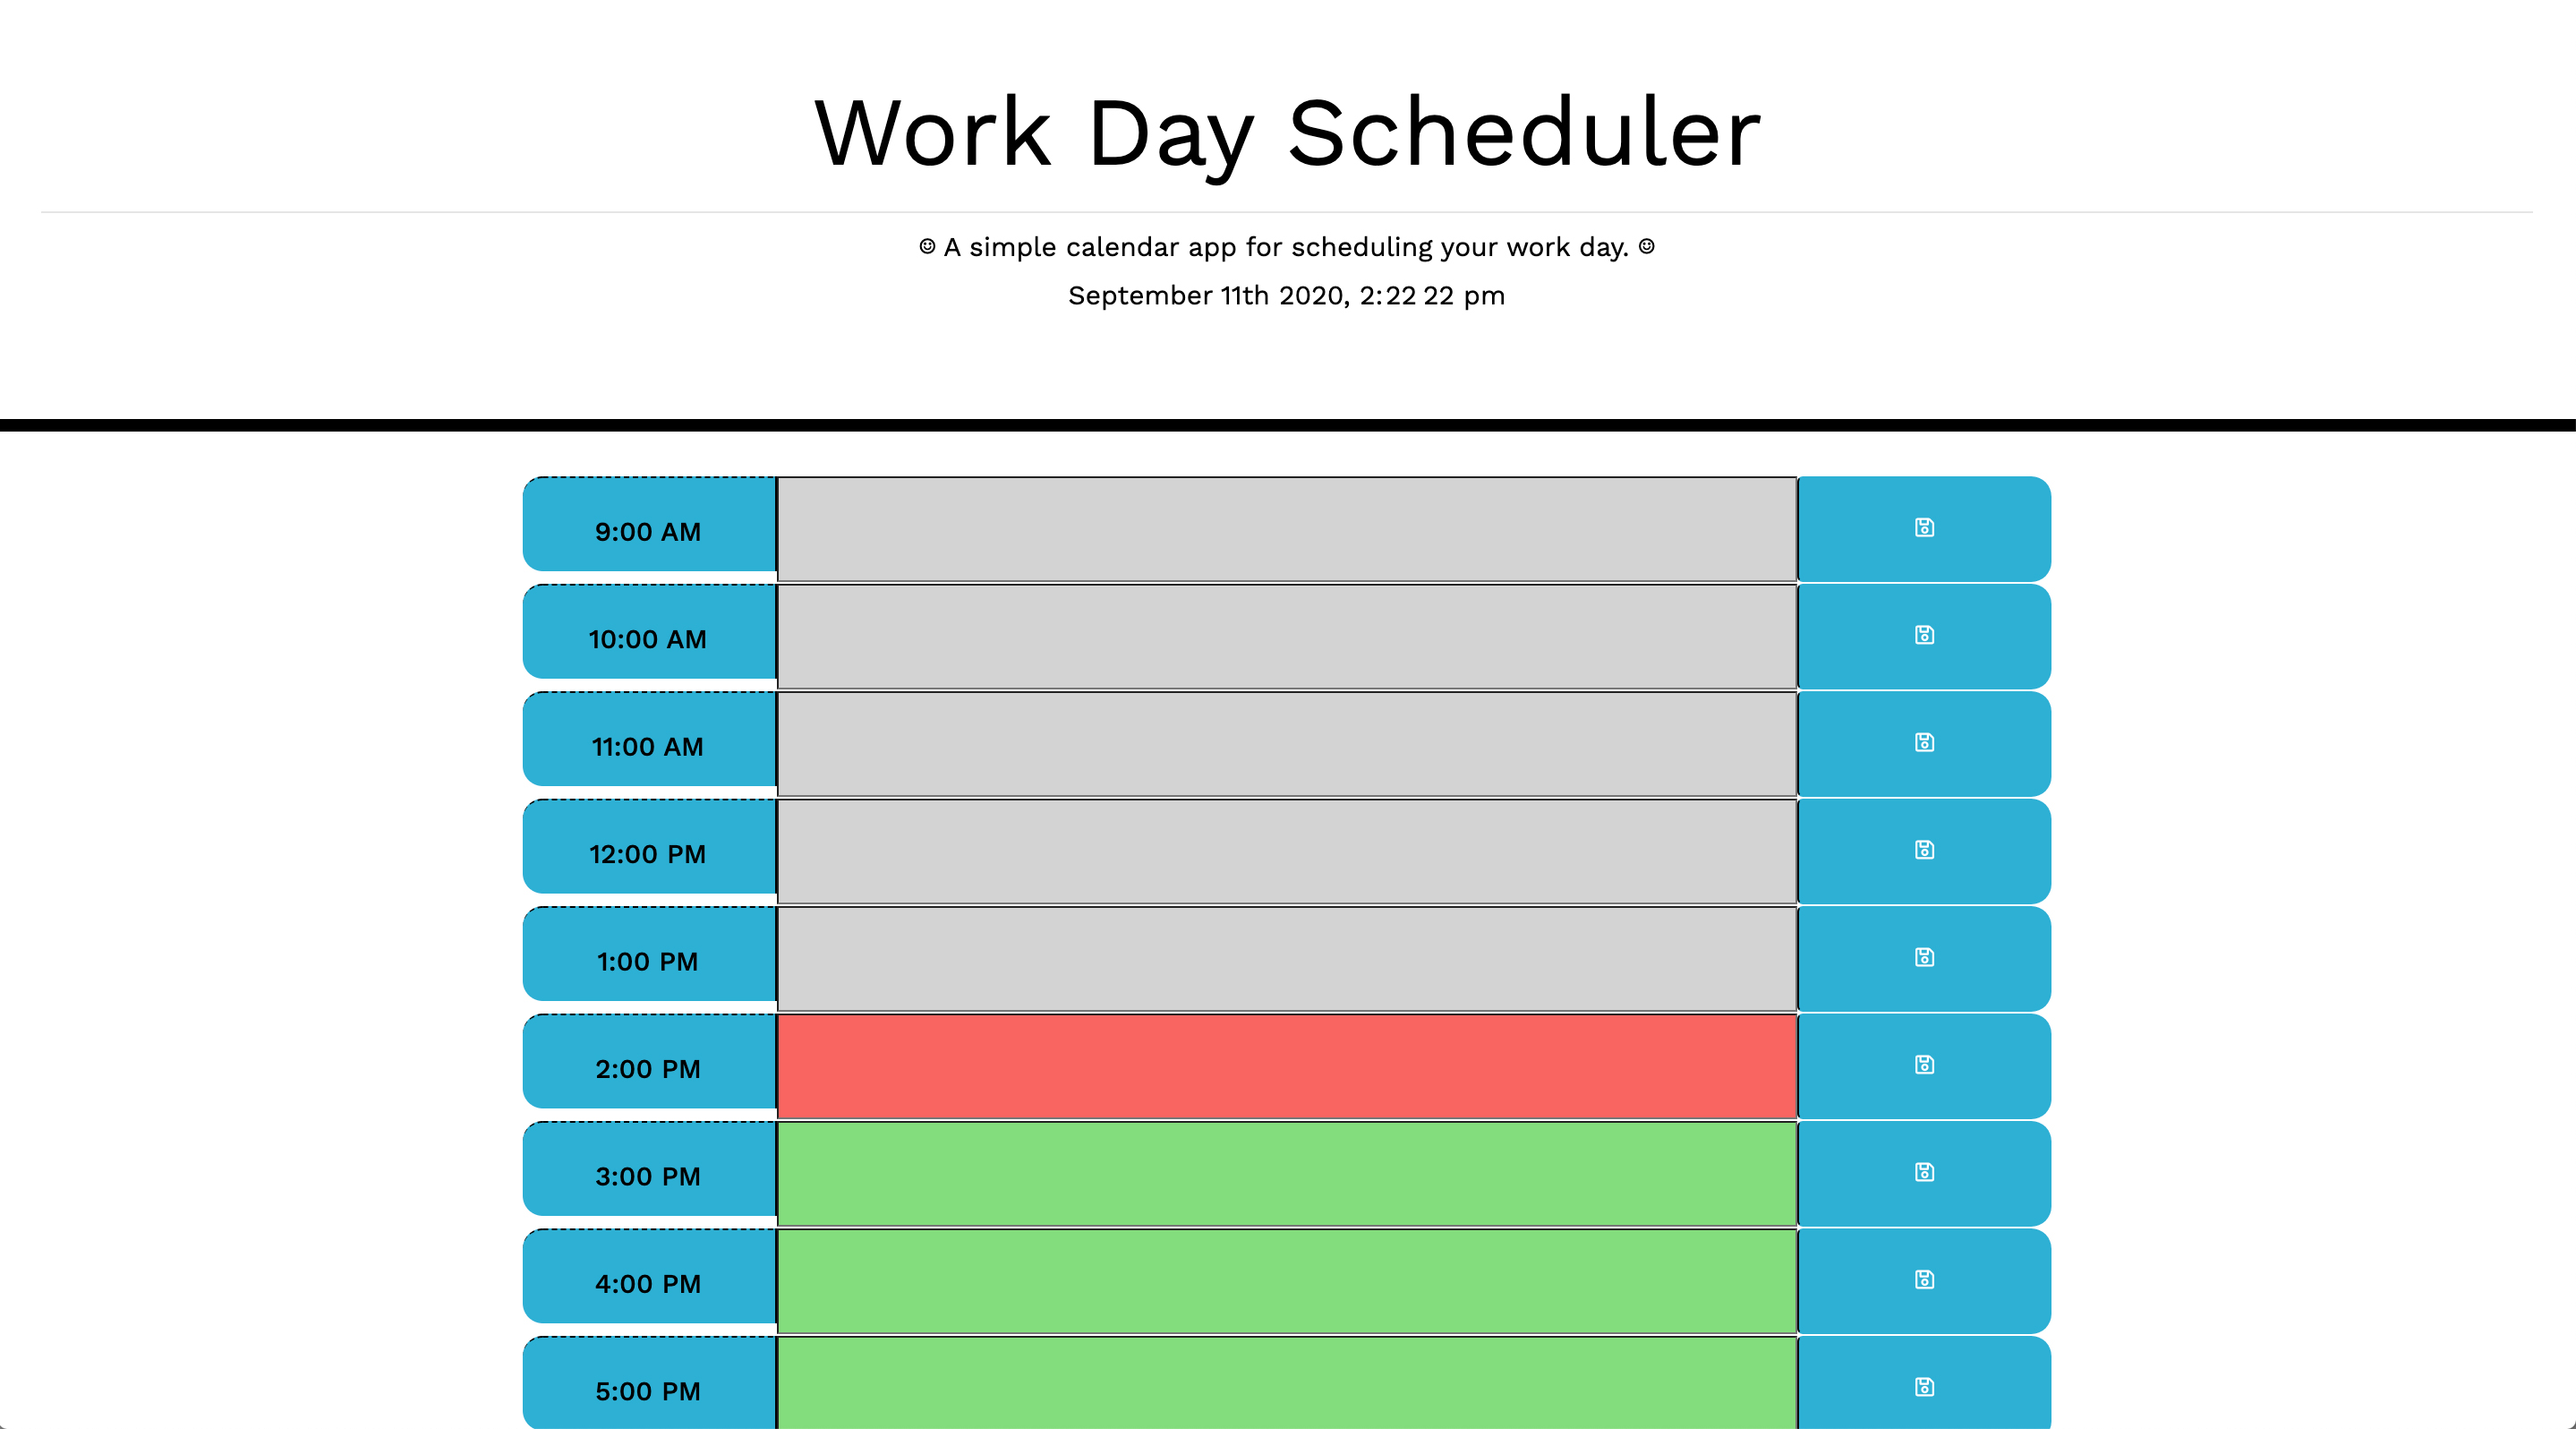 Work Day Scheduler
☺ A simple calendar app for scheduling your work day. ☺
September 11th 2020, 2:22 22 pm
9:00 AM
10:00 AM
11:00 AM
12:00 PM
1:00 PM
2:00 PM
3:00 PM
4:00 PM
5:00 PM